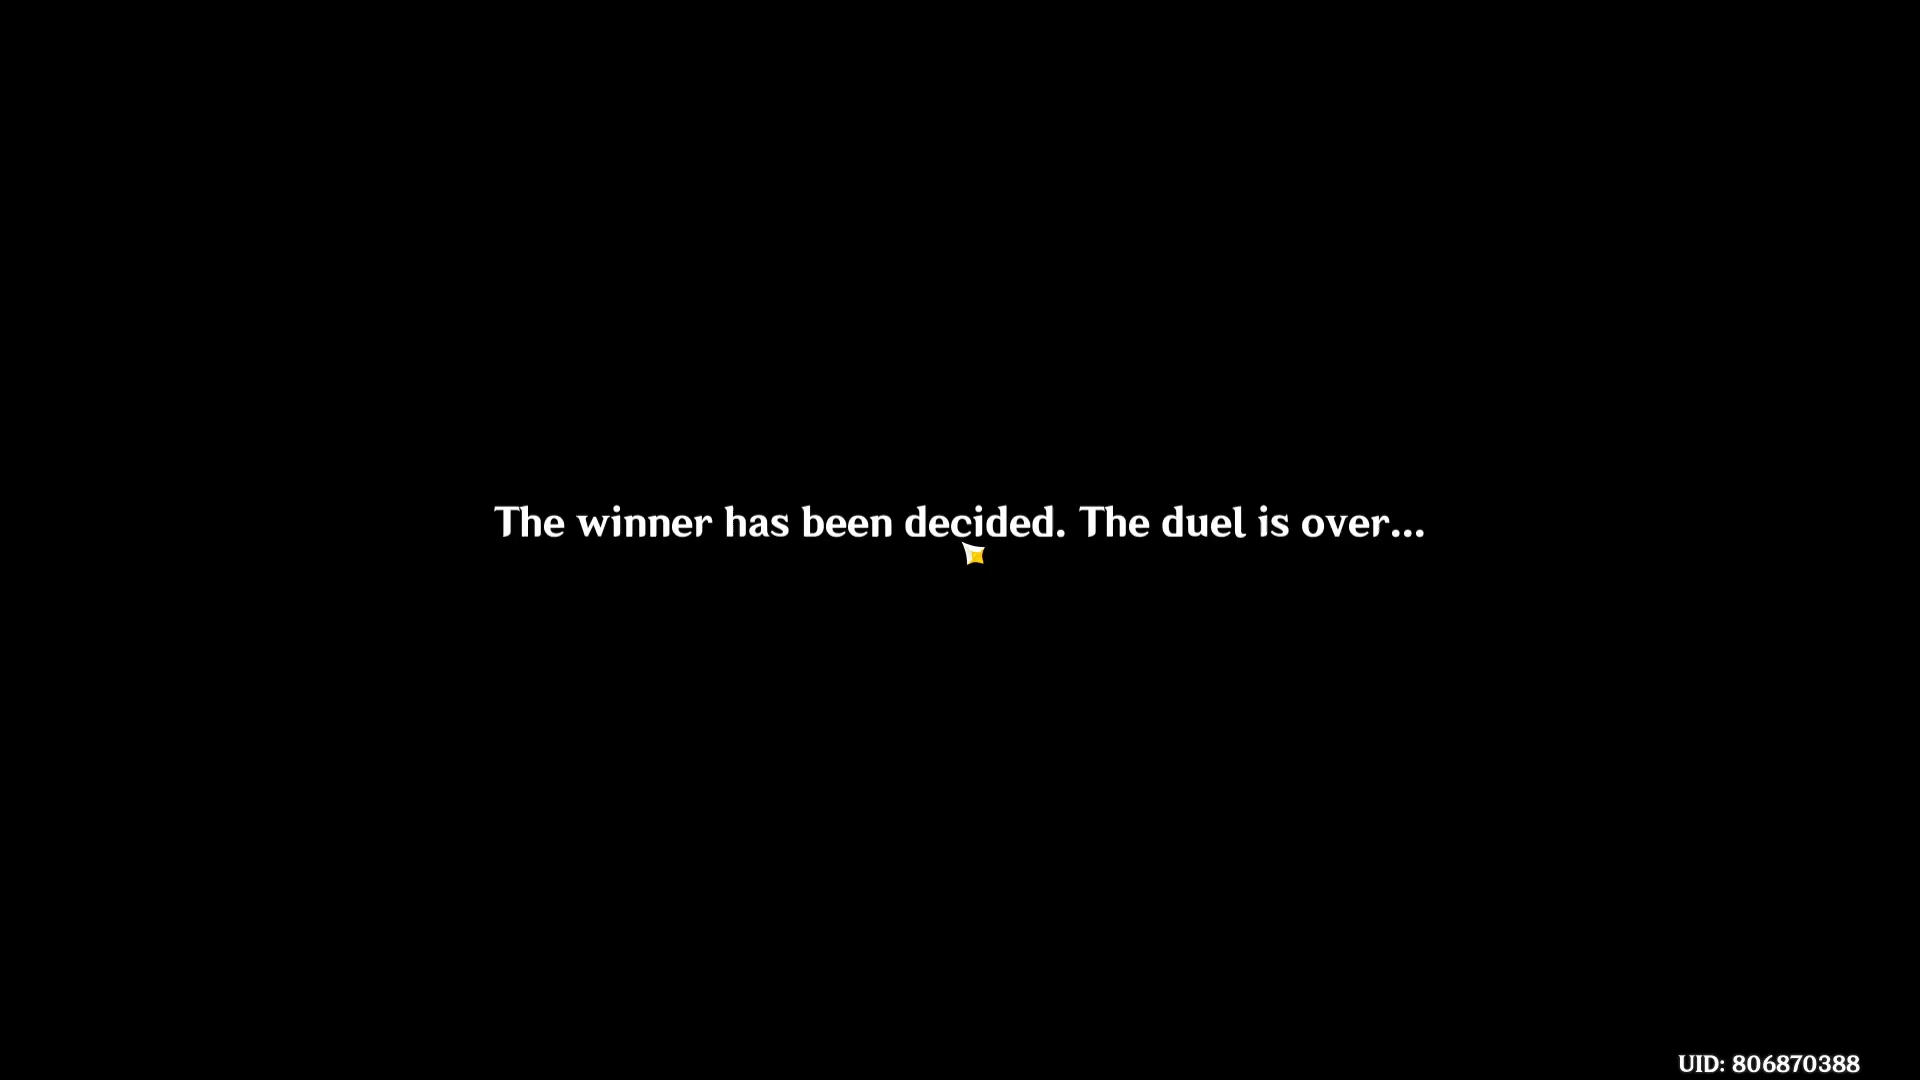 The winner has been decided. The duel is over...
UID: 806870388